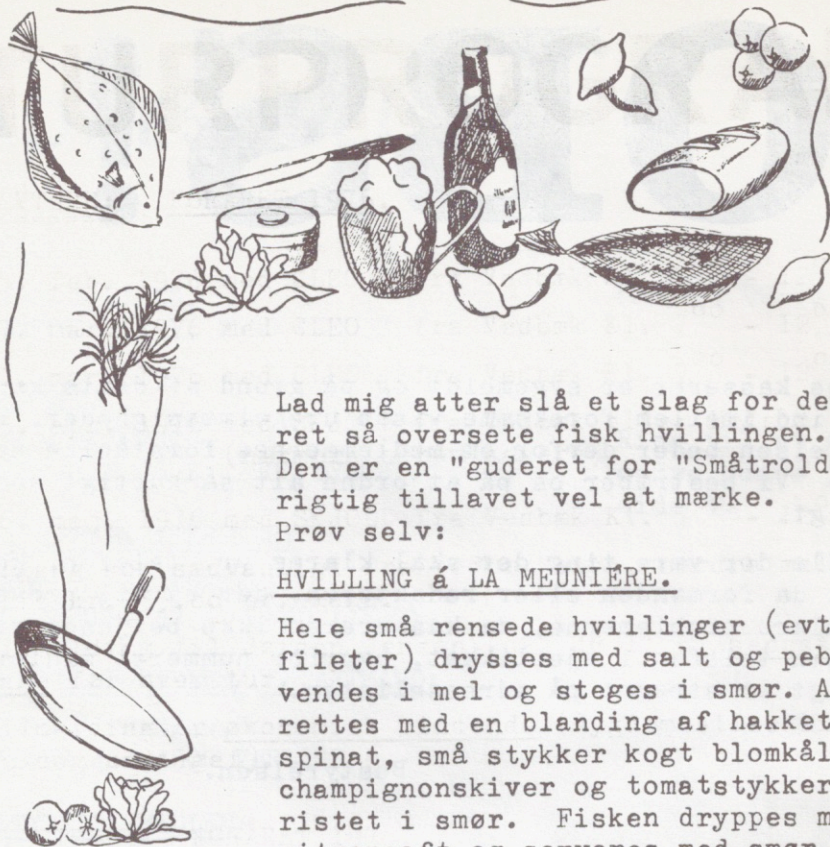 Lad mig atter slå et slag for de
ret så oversete fisk hvillingen.
Den er en "guderet for "Småtrold
rigtig tillavet vel at mærke.
Prøv selv:
HVILLING à LA MEUNIERE.
Hele små rensede hvillinger (evt
fileter) drysses med salt og peb
vendes i mel og steges i smør. A
rettes med en blanding af hakket
spinat, små stykker kogt blomkål
champignonskiver og tomatstykker
ristet i smør. Fisken dryppes m